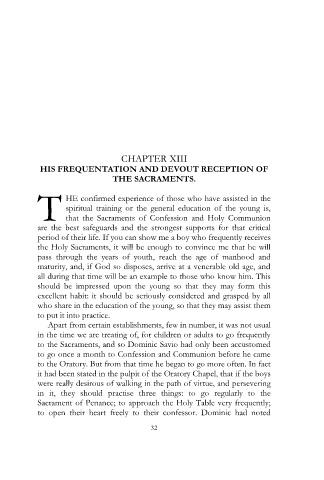 CHAPTER XIII
HIS FREQUENTATION AND DEVOUT RECEPTION OF
THE SACRAMENTS.
THE confirmed experience of those who have assisted in the
spiritual training or the general education of the young is,
that the Sacraments of Confession and Holy Communion
are the best safeguards and the strongest supports for that critical
period of their life. If you can show me a boy who frequently receives
the Holy Sacraments, it will be enough to convince me that he will
pass through the years of youth, reach the age of manhood and
maturity, and, if God so disposes, arrive at a venerable old age, and
all during that time will be an example to those who know him. This
should be impressed upon the young so that they may form this
excellent habit: it should be seriously considered and grasped by all
who share in the education of the young, so that they may assist them
to put it into practice.
Apart from certain establishments, few in number, it was not usual
in the time we are treating of, for children or adults to go frequently
to the Sacraments, and so Dominic Savio had only been accustomed
to go once a month to Confession and Communion before he came
to the Oratory. But from that time he began to go more often. In fact
it had been stated in the pulpit of the Oratory Chapel, that if the boys
were really desirous of walking in the path of virtue, and persevering
in it, they should practise three things: to go regularly to the
Sacrament of Penance; to approach the Holy Table very frequently;
to open their heart freely to their confessor. Dominic had noted
32